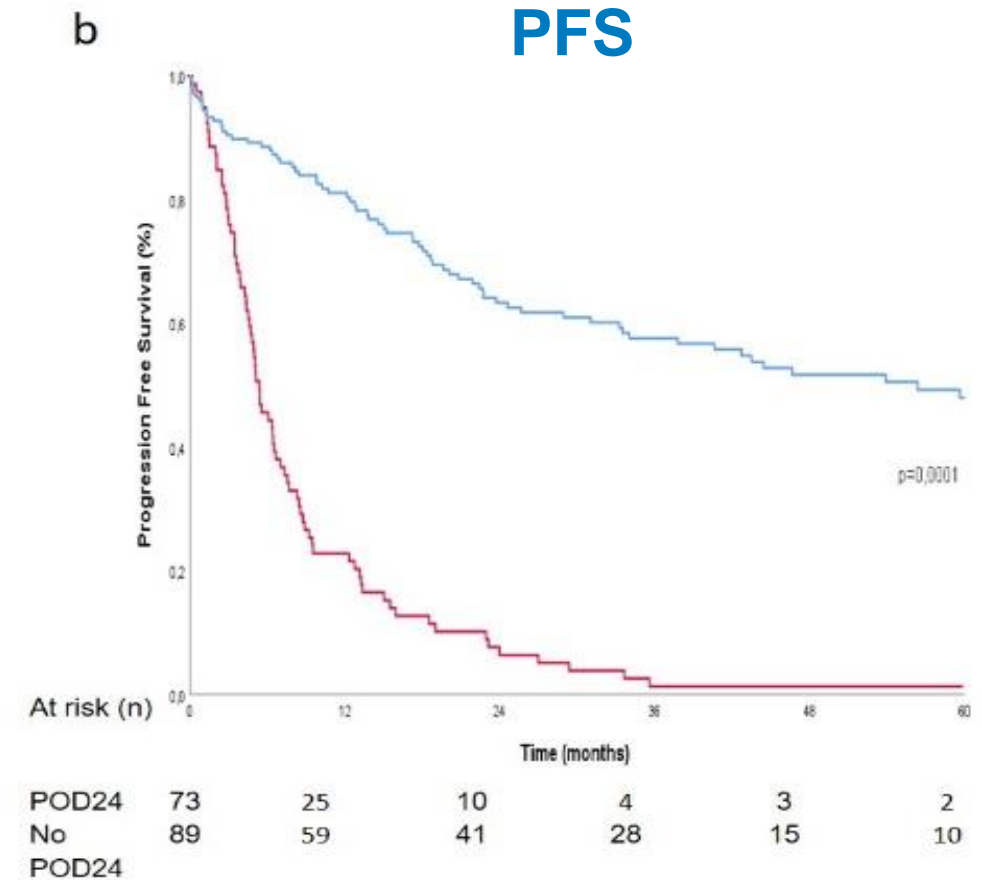 b
PFS
Progression Free Survival (%)
1,0
0,8
0,6
0,4
0,2
0,0
p=0,0001
0 12 24 36 48 60
Time (months)
At risk (n)
POD24 73 25 10 4 3 2
No 89 59 41 28 15 10
POD24